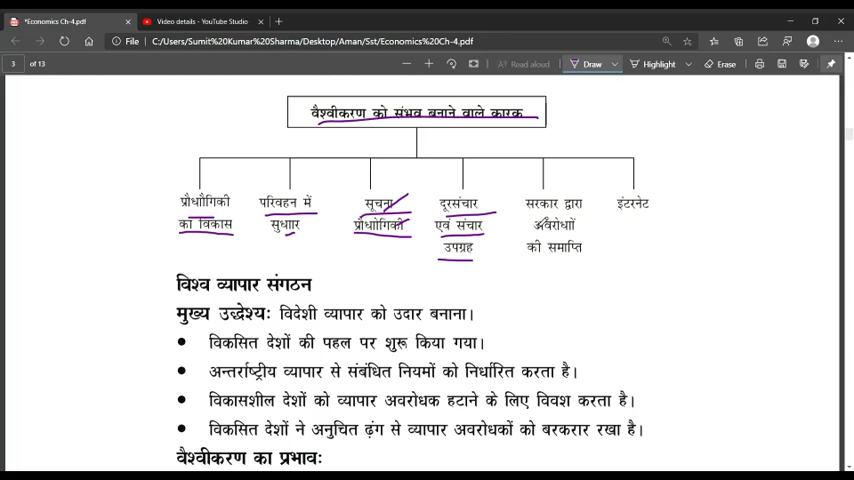 *Economics Ch-4.pdf
Video details - YouTube Studio
File C:/Users/Sumit%20Kumar%20Sharma/Desktop/Aman/Sst/Economics%20Ch-4.pdf
3 of 13 Read aloud Draw Highlight Erase
वैश्वीकरण को संभव बनाने वाले कारक
प्रौधाौगिकी का विकास
परिवहन में सुधाार
सूचना प्रौधाोगिकी
दूरसंचार एवं संचार उपग्रह
सरकार द्वारा अवरोधाों की समाप्ति
इंटरनेट
विश्व व्यापार संगठन
मुख्य उद्धेश्यः विदेशी व्यापार को उदार बनाना।
• विकसित देशों की पहल पर शुरू किया गया।
• अन्तर्राष्ट्रीय व्यापार से संबंधित नियमों को निर्धारित करता है।
• विकासशील देशों को व्यापार अवरोधक हटाने के लिए विवश करता है।
• विकसित देशों ने अनुचित ढ़ंग से व्यापार अवरोधकों को बरकरार रखा है।
वैश्वीकरण का प्रभावः